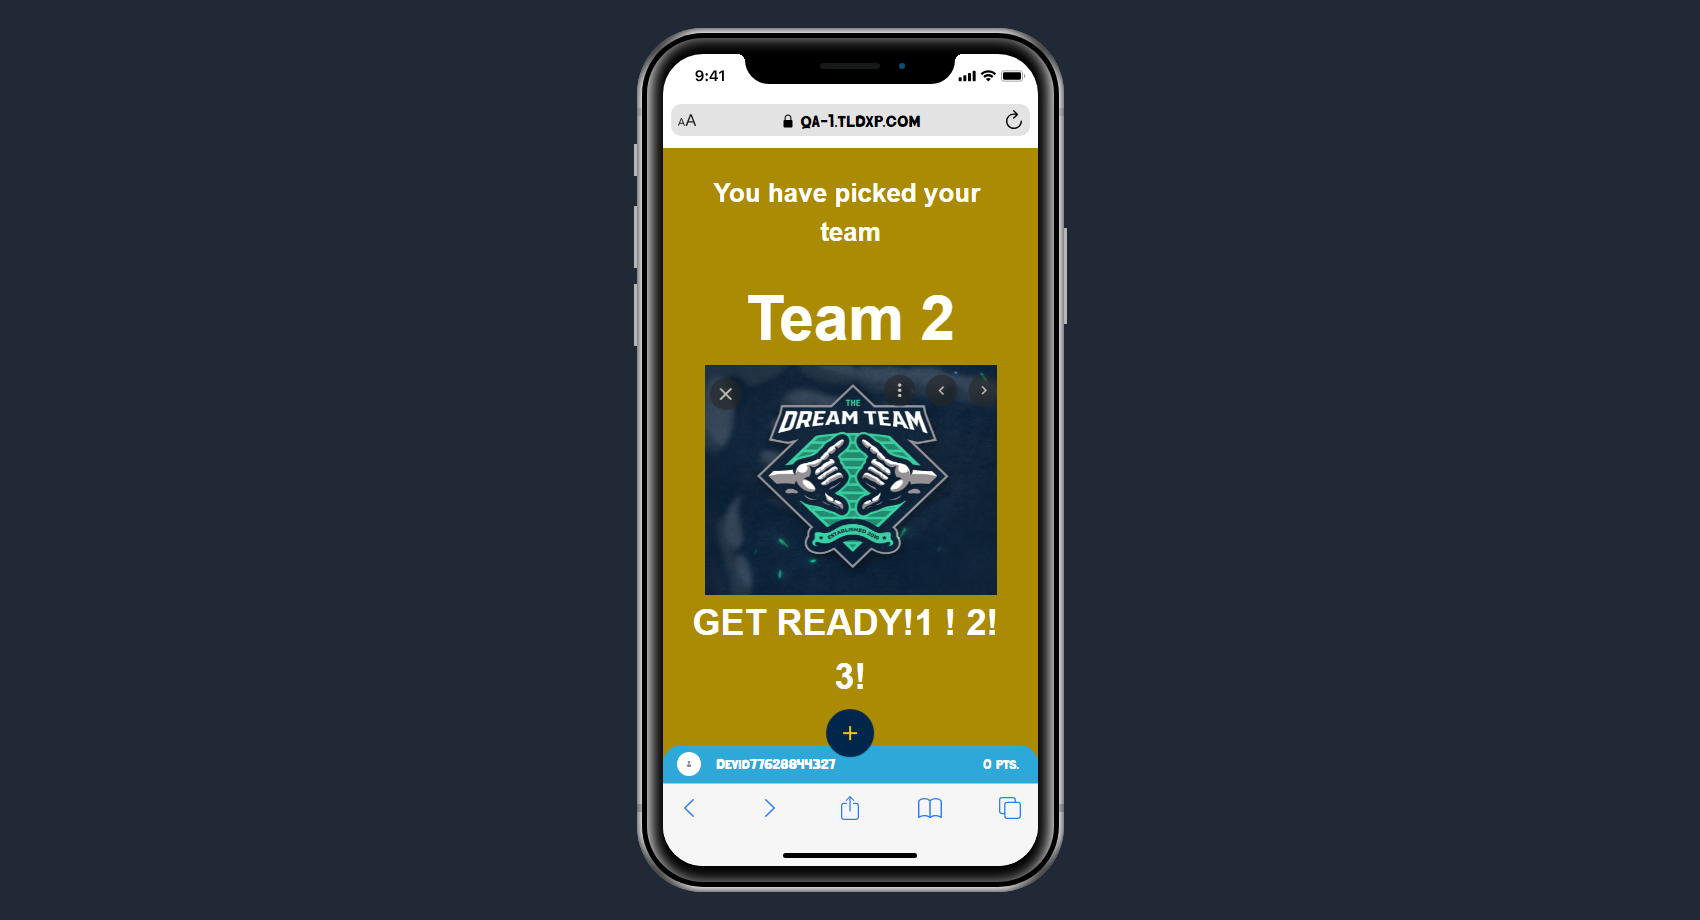 9:41
AA
QA-1.TLDXP.COM
You have picked your
team
Team 2
THE
DREAM TEAM
ESTABLISHED 2010
GET READY!1 ! 2!
3!
DEVID77628844327
0 PTS.